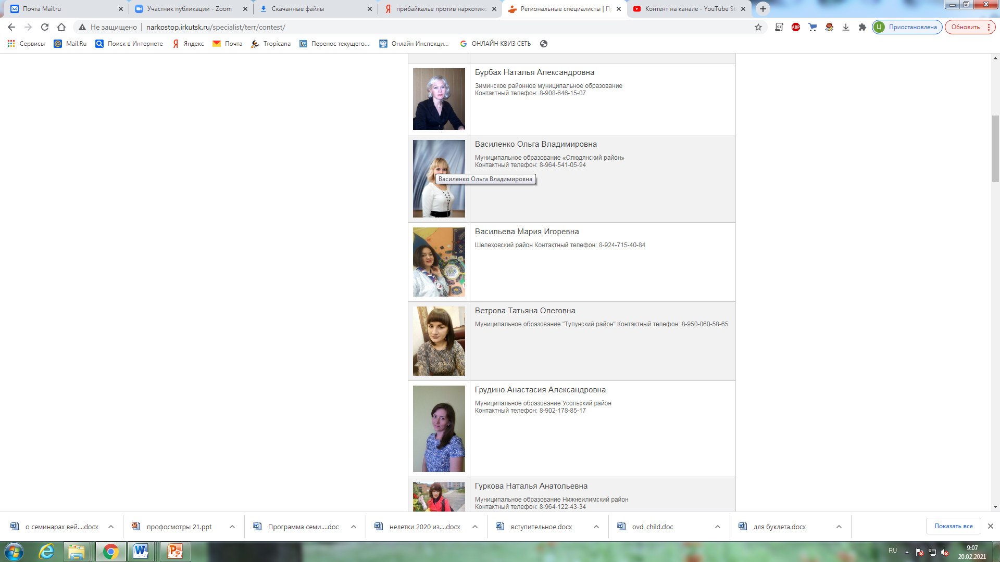 Почта Mail.ru
Участник публикации - Zoom
Скачанные файлы
прибайкалье против наркотико
Региональные специалисты | П
Контент на канале - YouTube St
Не защищено
narkostop.irkutsk.ru/specialist/terr/contest/
ABP
Ц
Приостановлена
Обновить
Сервисы
Mail.Ru
Поиск в Интернете
Яндекс
Почта
Tropicana
Перенос текущего...
Онлайн Инспекци...
ОНЛАЙН КВИЗ СЕТЬ
Бурбах Наталья Александровна
Зиминское районное муниципальное образование
Контактный телефон: 8-908-646-15-07
Василенко Ольга Владимировна
Муниципальное образование «Слюдянский район»
Контактный телефон: 8-964-541-05-94
Василенко Ольга Владимировна
Васильева Мария Игоревна
Шелеховский район Контактный телефон: 8-924-715-40-84
Ветрова Татьяна Олеговна
Муниципальное образование "Тулунский район" Контактный телефон: 8-950-060-58-65
Грудино Анастасия Александровна
Муниципальное образование Усольский район
Контактный телефон: 8-902-178-85-17
Гуркова Наталья Анатольевна
Муниципальное образование Нижнеилимский район
Контактный телефон: 8-964-122-43-34
о семинарах вей....docx
профосмотры 21.ppt
Программа семи....doc
нелетки 2020 из....docx
вступительное.docx
ovd_child.doc
для буклета.docx
Показать все
RU
9:07
20.02.2021